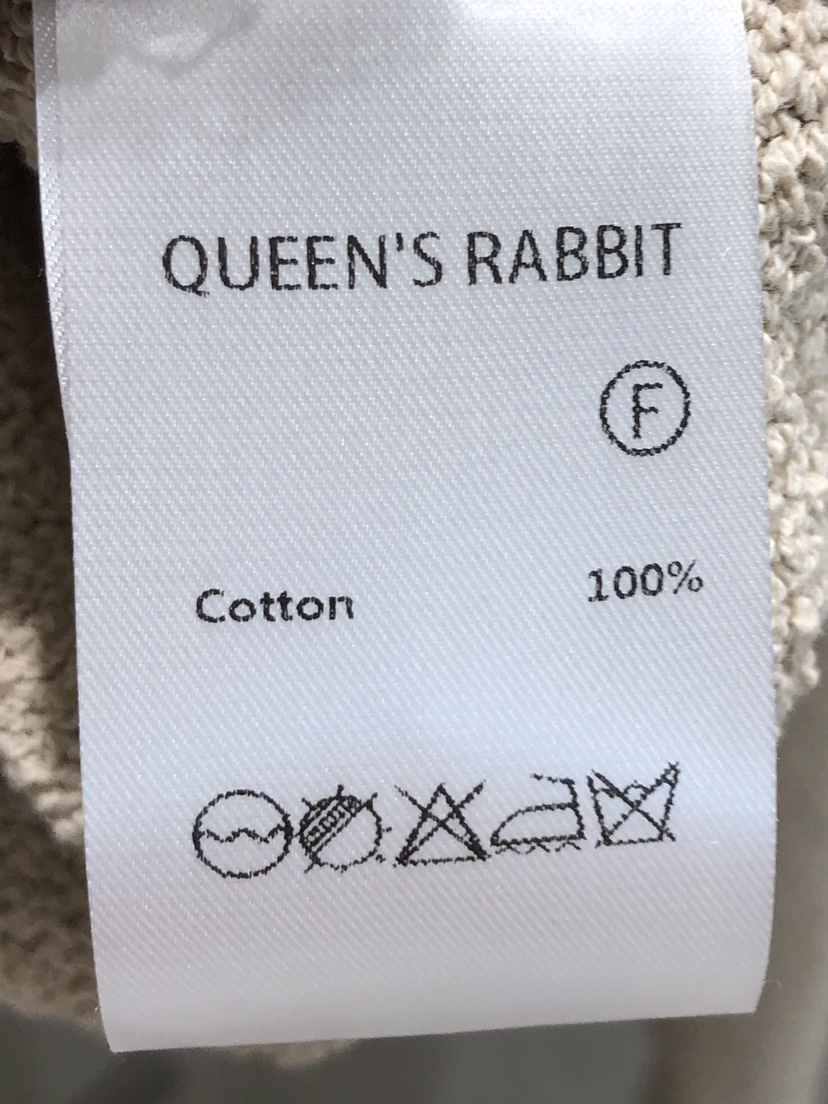 QUEEN'S RABBIT
F
Cotton 100%